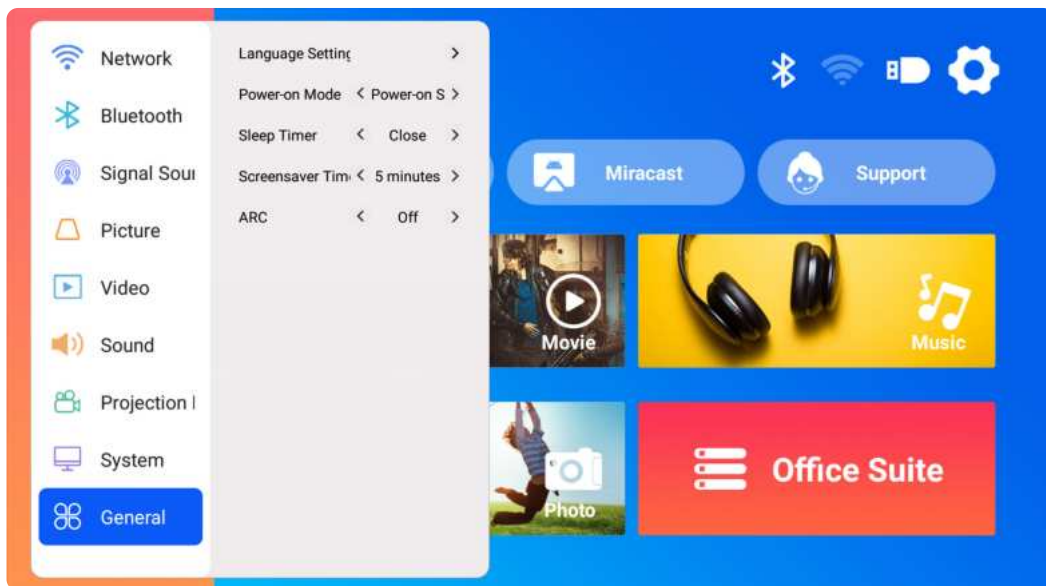 Network
Bluetooth
Signal Sour
Picture
Video
Sound
Projection
System
General
Language Setting >
Power-on Mode < Power-on S >
Sleep Timer < Close >
Screensaver Tim < 5 minutes >
ARC < Off >
Miracast
Support
Movie
Music
Photo
Office Suite